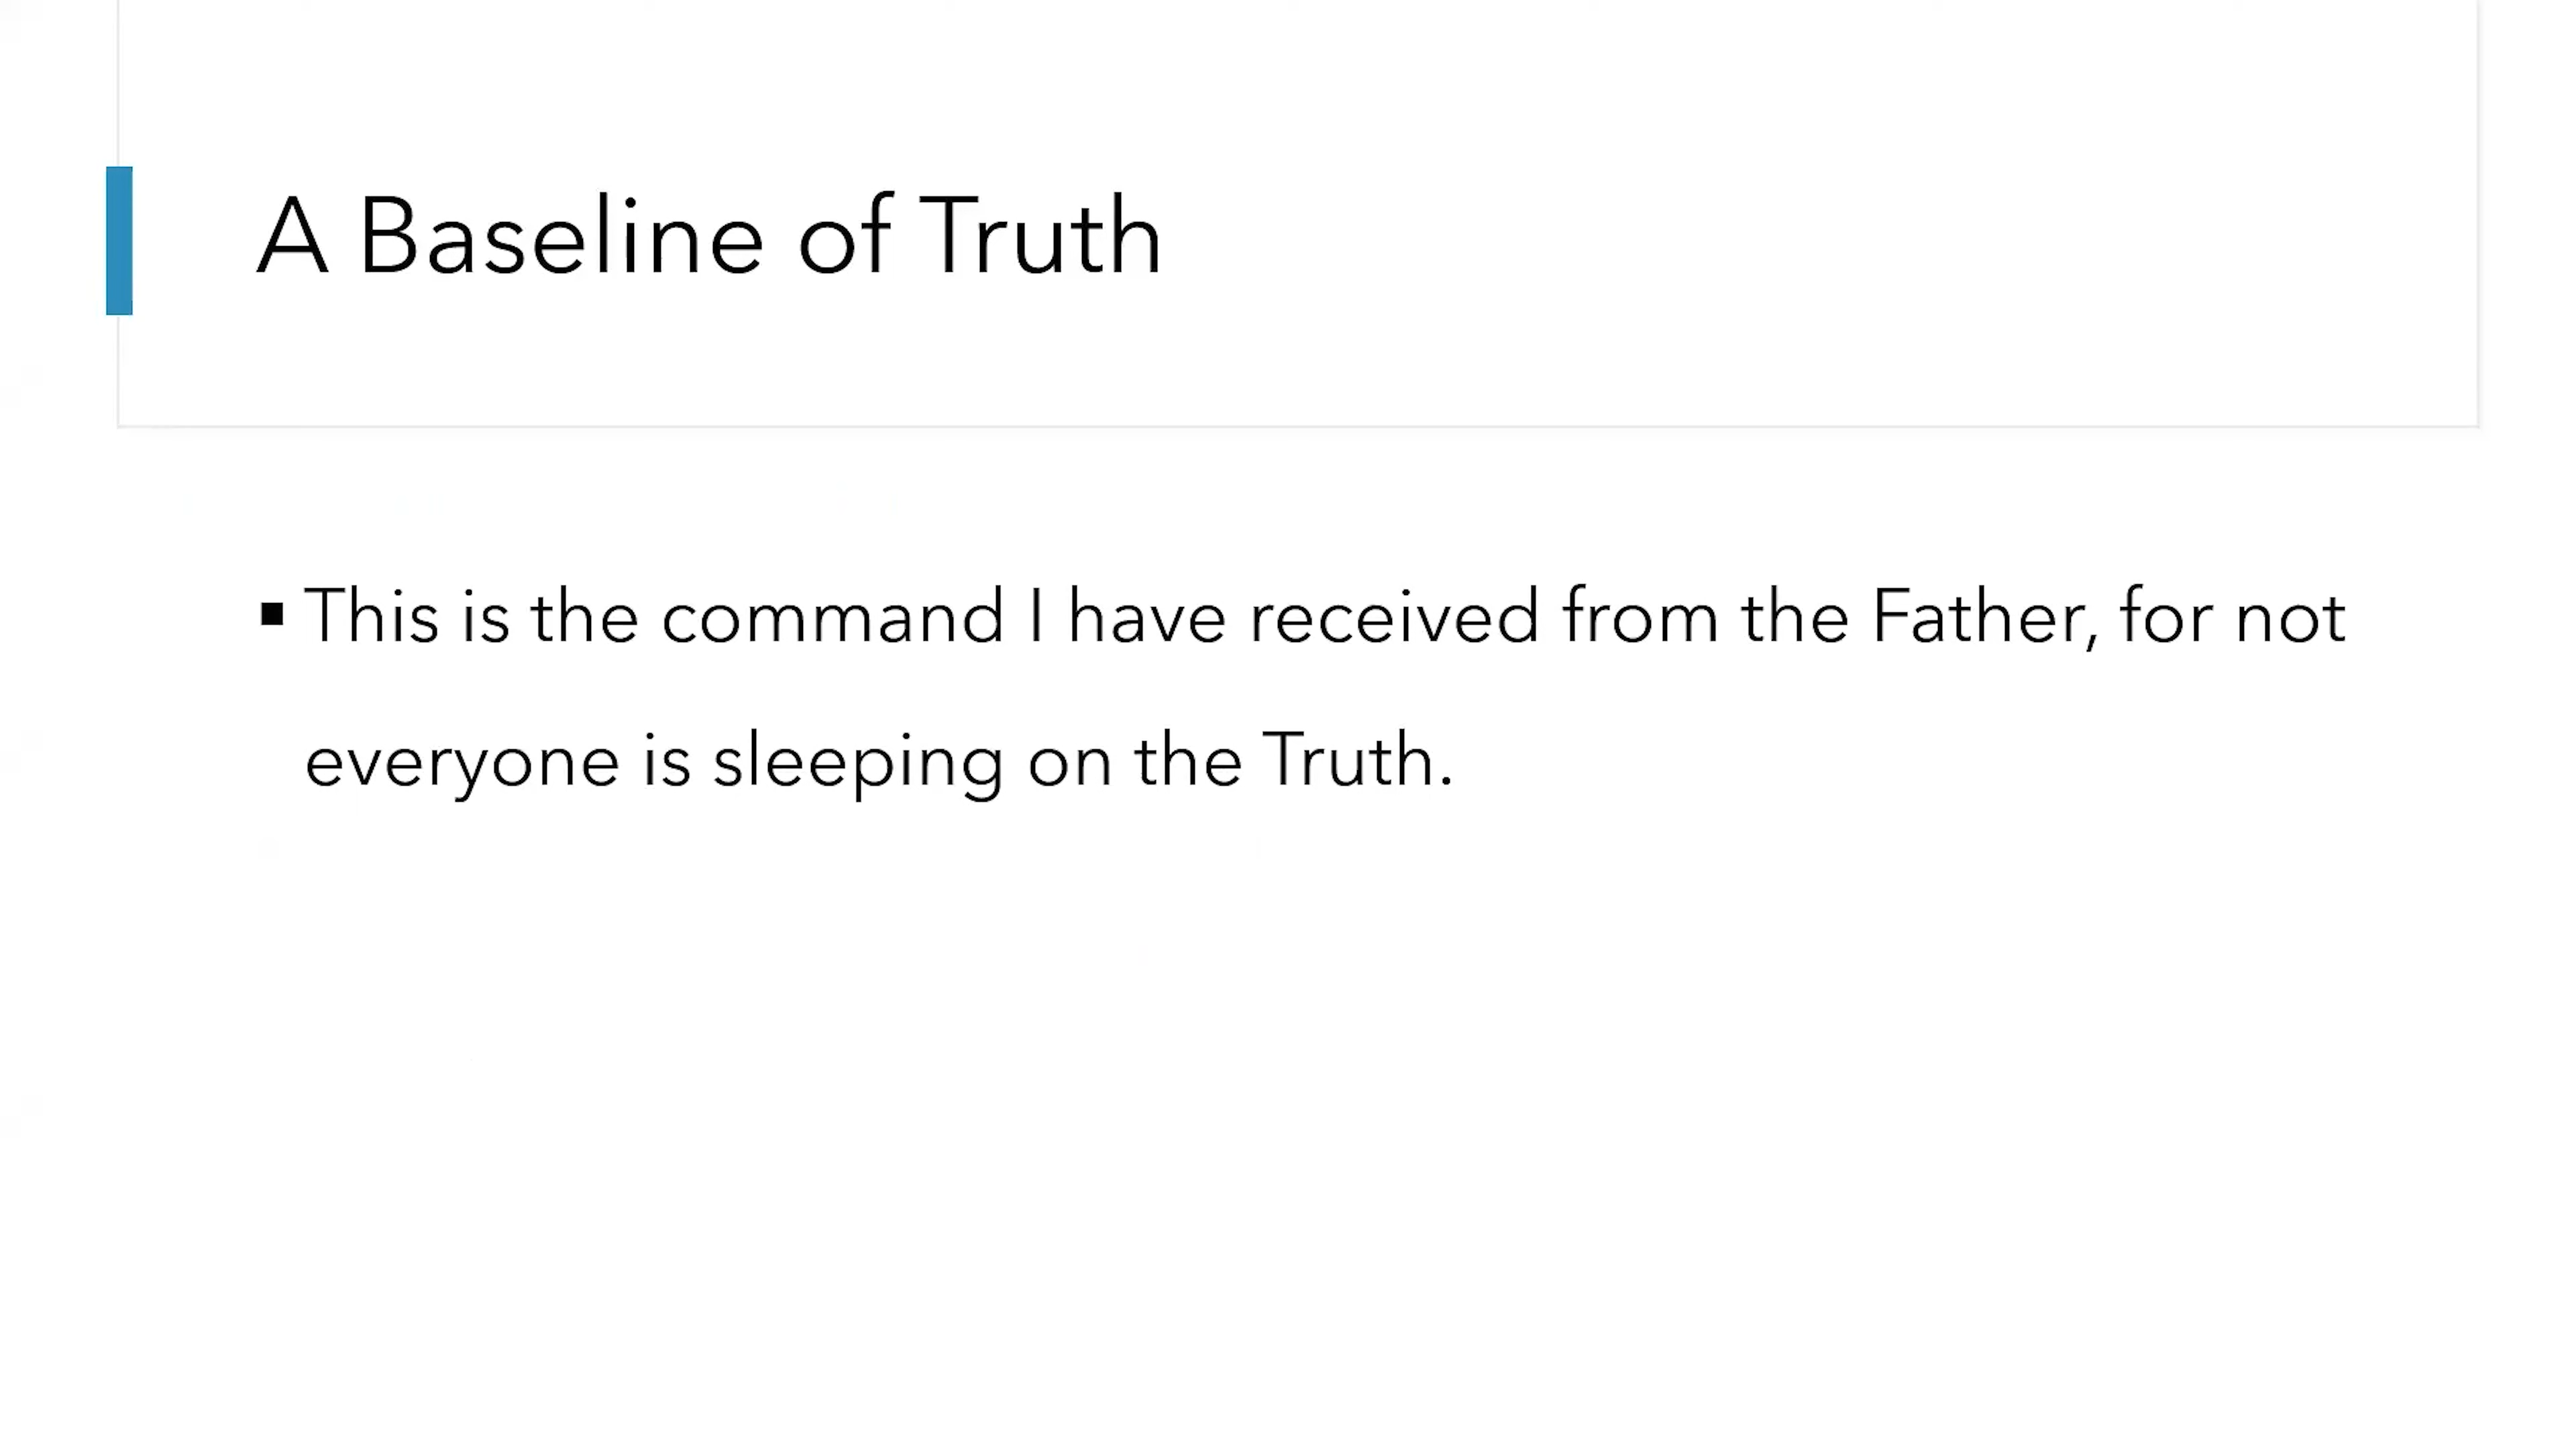 A Baseline of Truth
▪ This is the command I have received from the Father, for not
everyone is sleeping on the Truth.